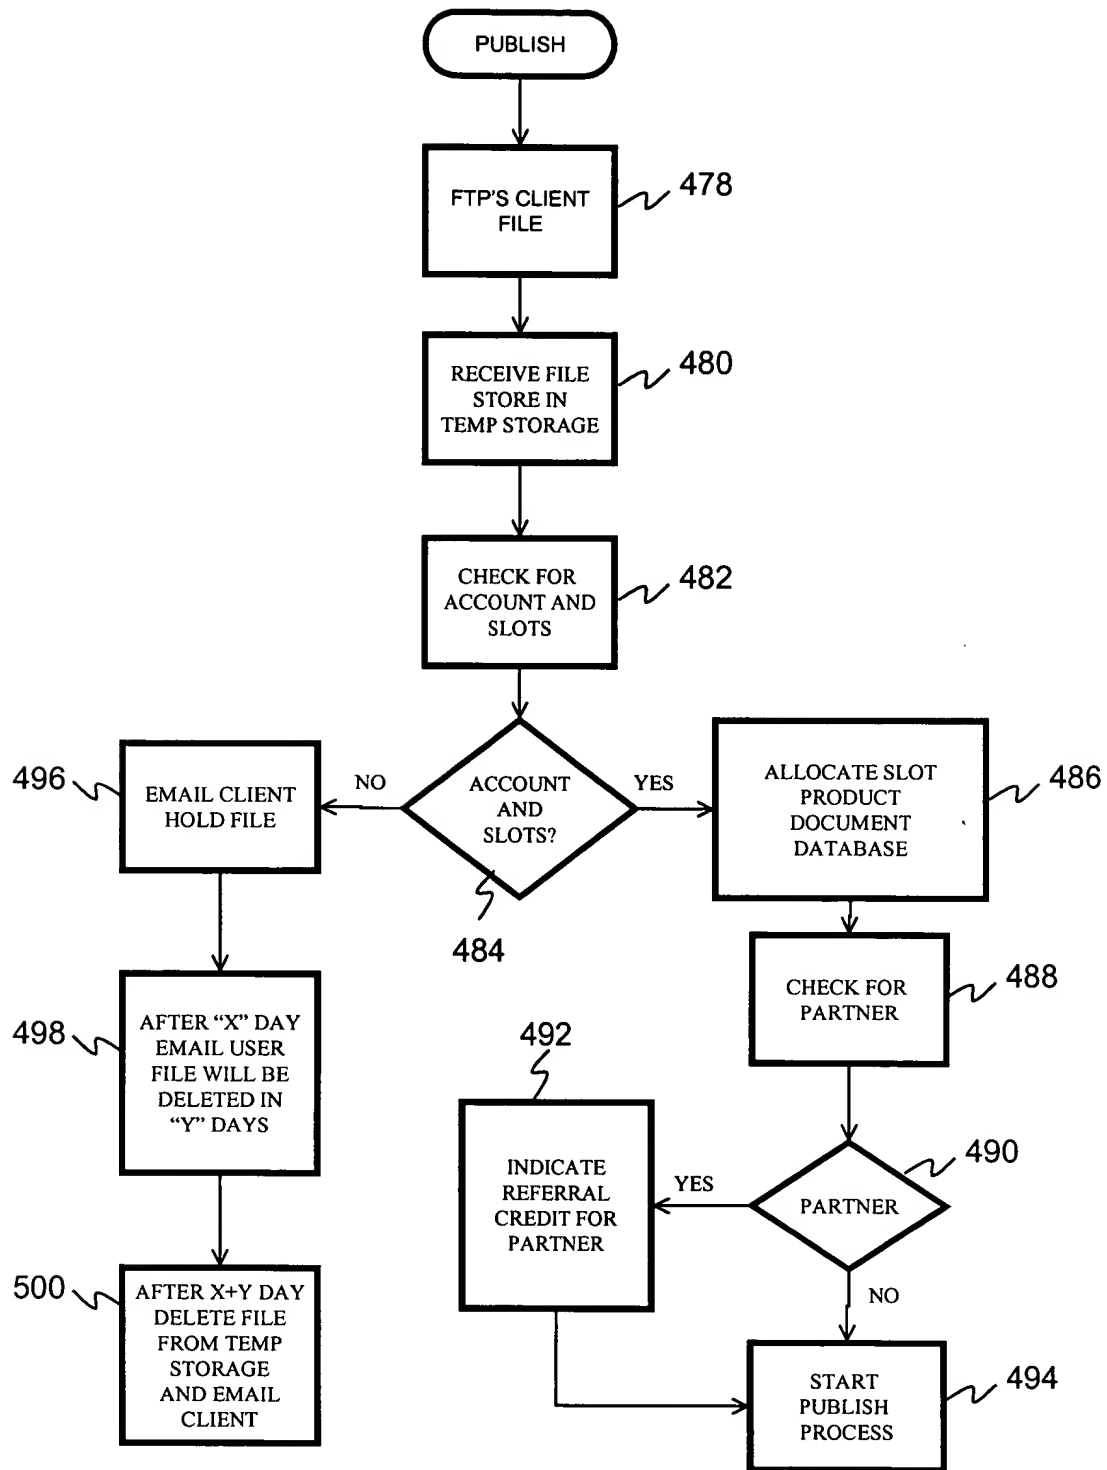 PUBLISH
FTP'S CLIENT
FILE
478
RECEIVE FILE
STORE IN
TEMP STORAGE
480
CHECK FOR
ACCOUNT AND
SLOTS
482
ACCOUNT
AND
SLOTS?
484
NO
YES
496
EMAIL CLIENT
HOLD FILE
ALLOCATE SLOT
PRODUCT
DOCUMENT
DATABASE
486
498
AFTER "X" DAY
EMAIL USER
FILE WILL BE
DELETED IN
"Y" DAYS
CHECK FOR
PARTNER
488
492
INDICATE
REFERRAL
CREDIT FOR
PARTNER
YES
PARTNER
490
NO
500
AFTER X+Y DAY
DELETE FILE
FROM TEMP
STORAGE
AND EMAIL
CLIENT
START
PUBLISH
PROCESS
494